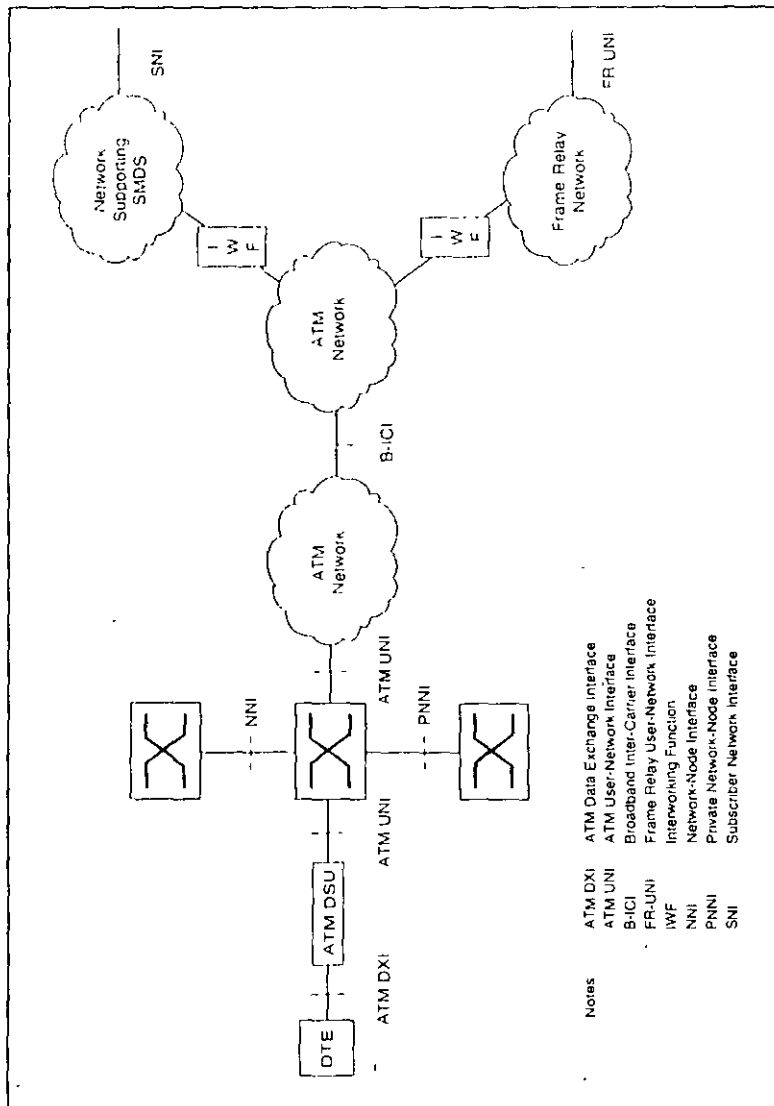 DTE
ATM DXI
ATM DSU
ATM UNI
NNI
PNNI
ATM UNI
ATM
Network
B-ICI
ATM
Network
I
W
F
I
W
F
Network
Supporting
SMDS
SNI
Frame Relay
Network
FR UNI
Notes
ATM DXI ATM Data Exchange Interface
ATM UNI ATM User-Network Interface
B-ICI Broadband Inter-Carrier Interface
FR-UNI Frame Relay User-Network Interface
IWF Interworking Function
NNI Network-Node Interface
PNNI Private Network-Node Interface
SNI Subscriber Network Interface